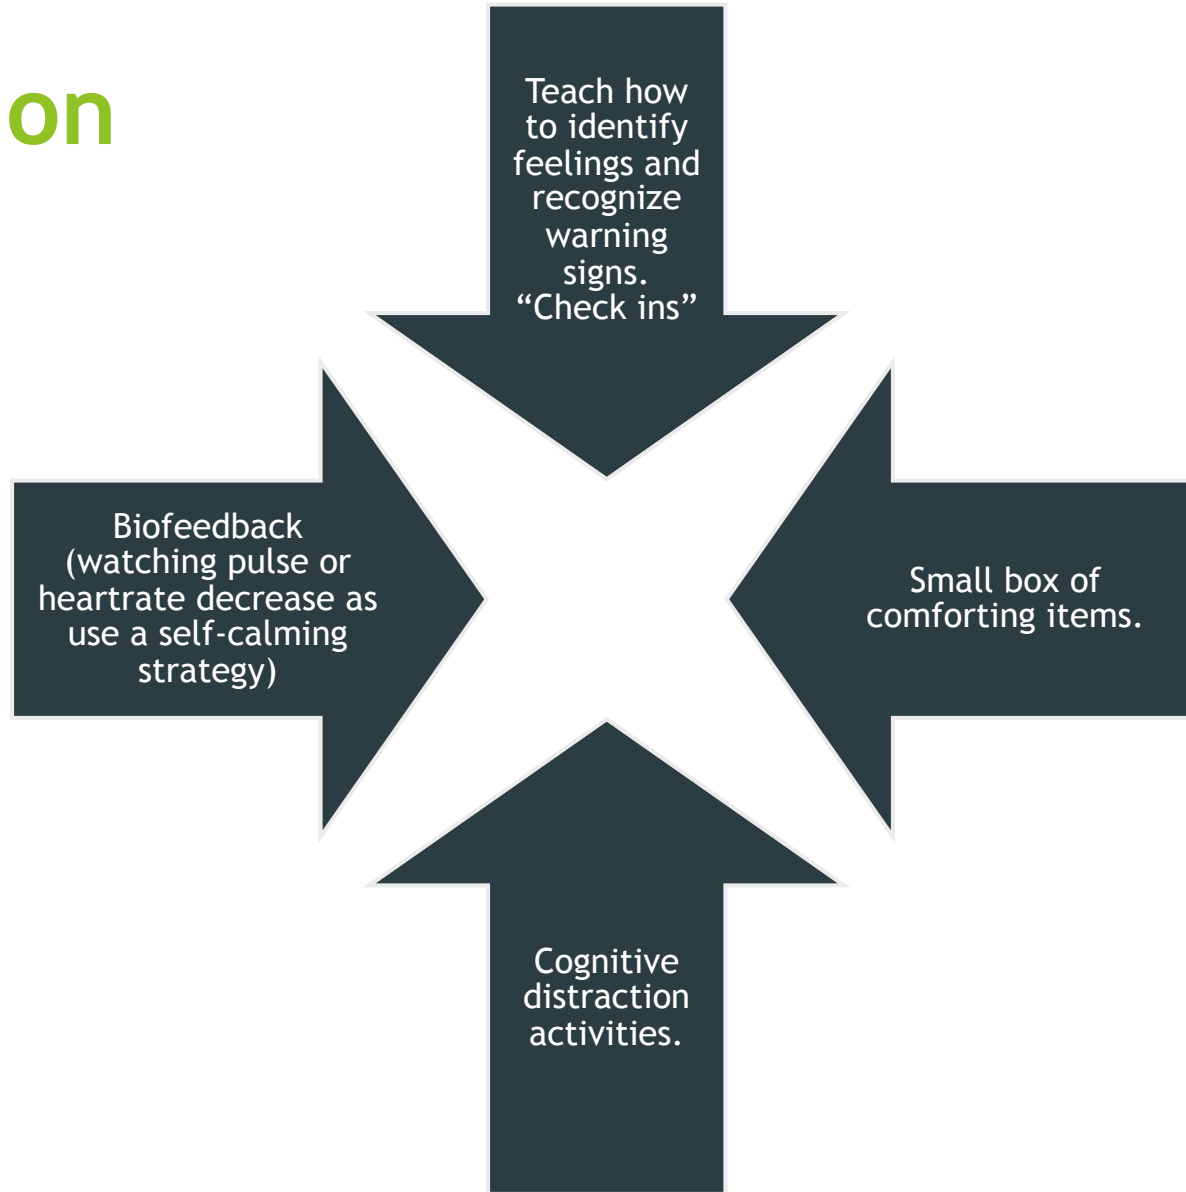 on
Teach how
to identify
feelings and
recognize
warning
signs.
“Check ins”
Biofeedback
(watching pulse or
heartrate decrease as
use a self-calming
strategy)
Small box of
comforting items.
Cognitive
distraction
activities.